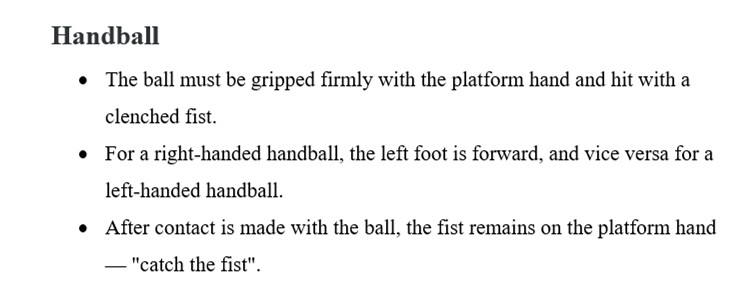 Handball
• The ball must be gripped firmly with the platform hand and hit with a
clenched fist.
• For a right-handed handball, the left foot is forward, and vice versa for a
left-handed handball.
• After contact is made with the ball, the fist remains on the platform hand
— "catch the fist".